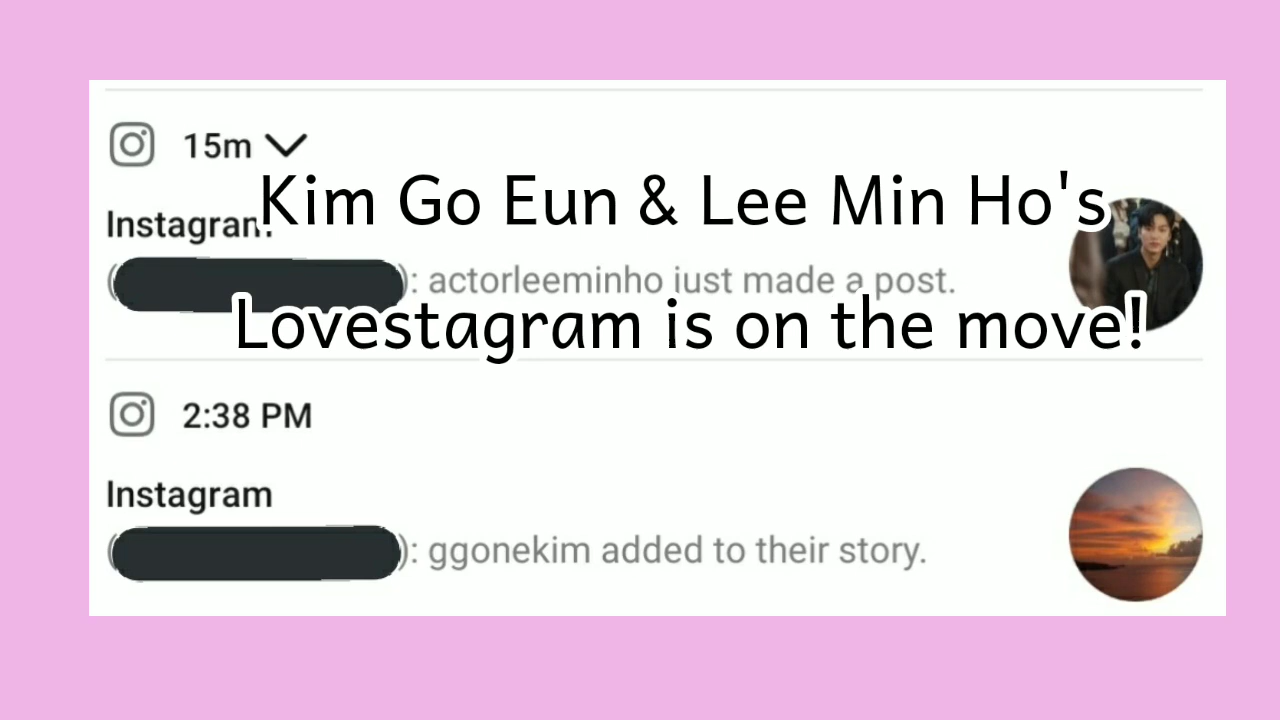 15m
Kim Go Eun & Lee Min Ho's
Instagram
(): actorleeminho just made a post.
Lovestagram is on the move!
2:38 PM
Instagram
(): ggonekim added to their story.